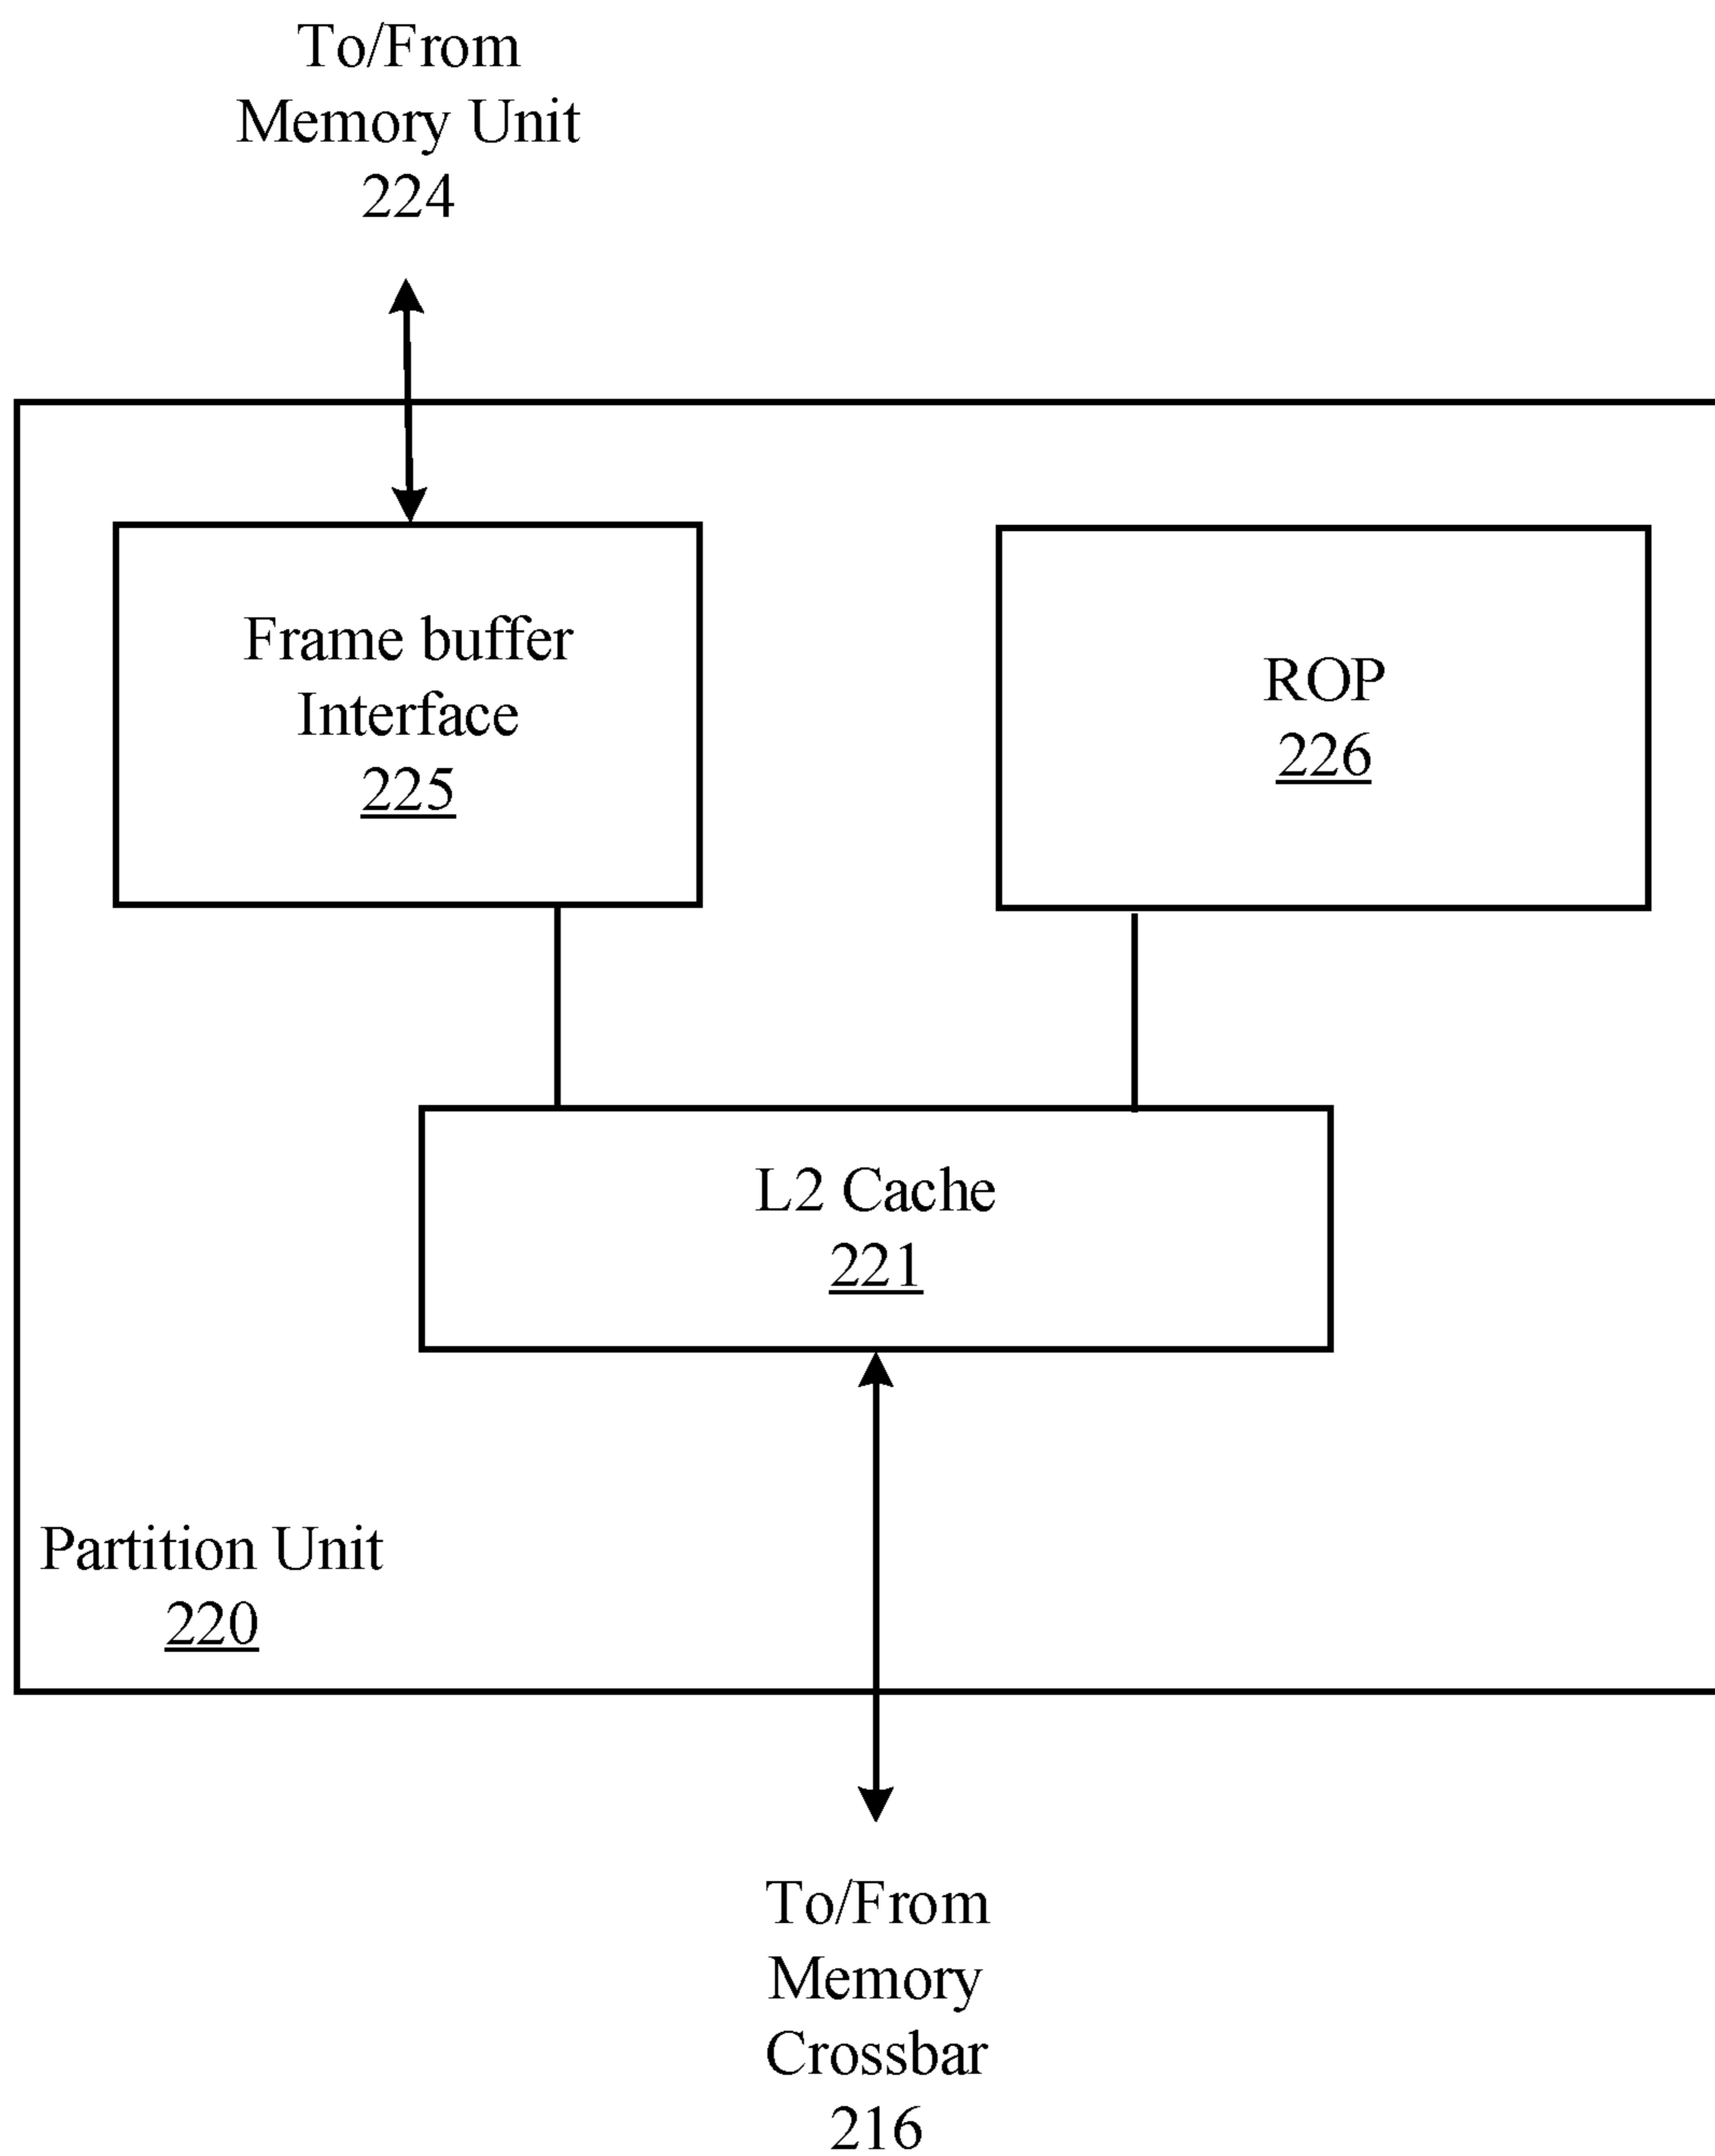 To/From
Memory Unit
224
Frame buffer
Interface
225
ROP
226
L2 Cache
221
Partition Unit
220
To/From
Memory
Crossbar
216